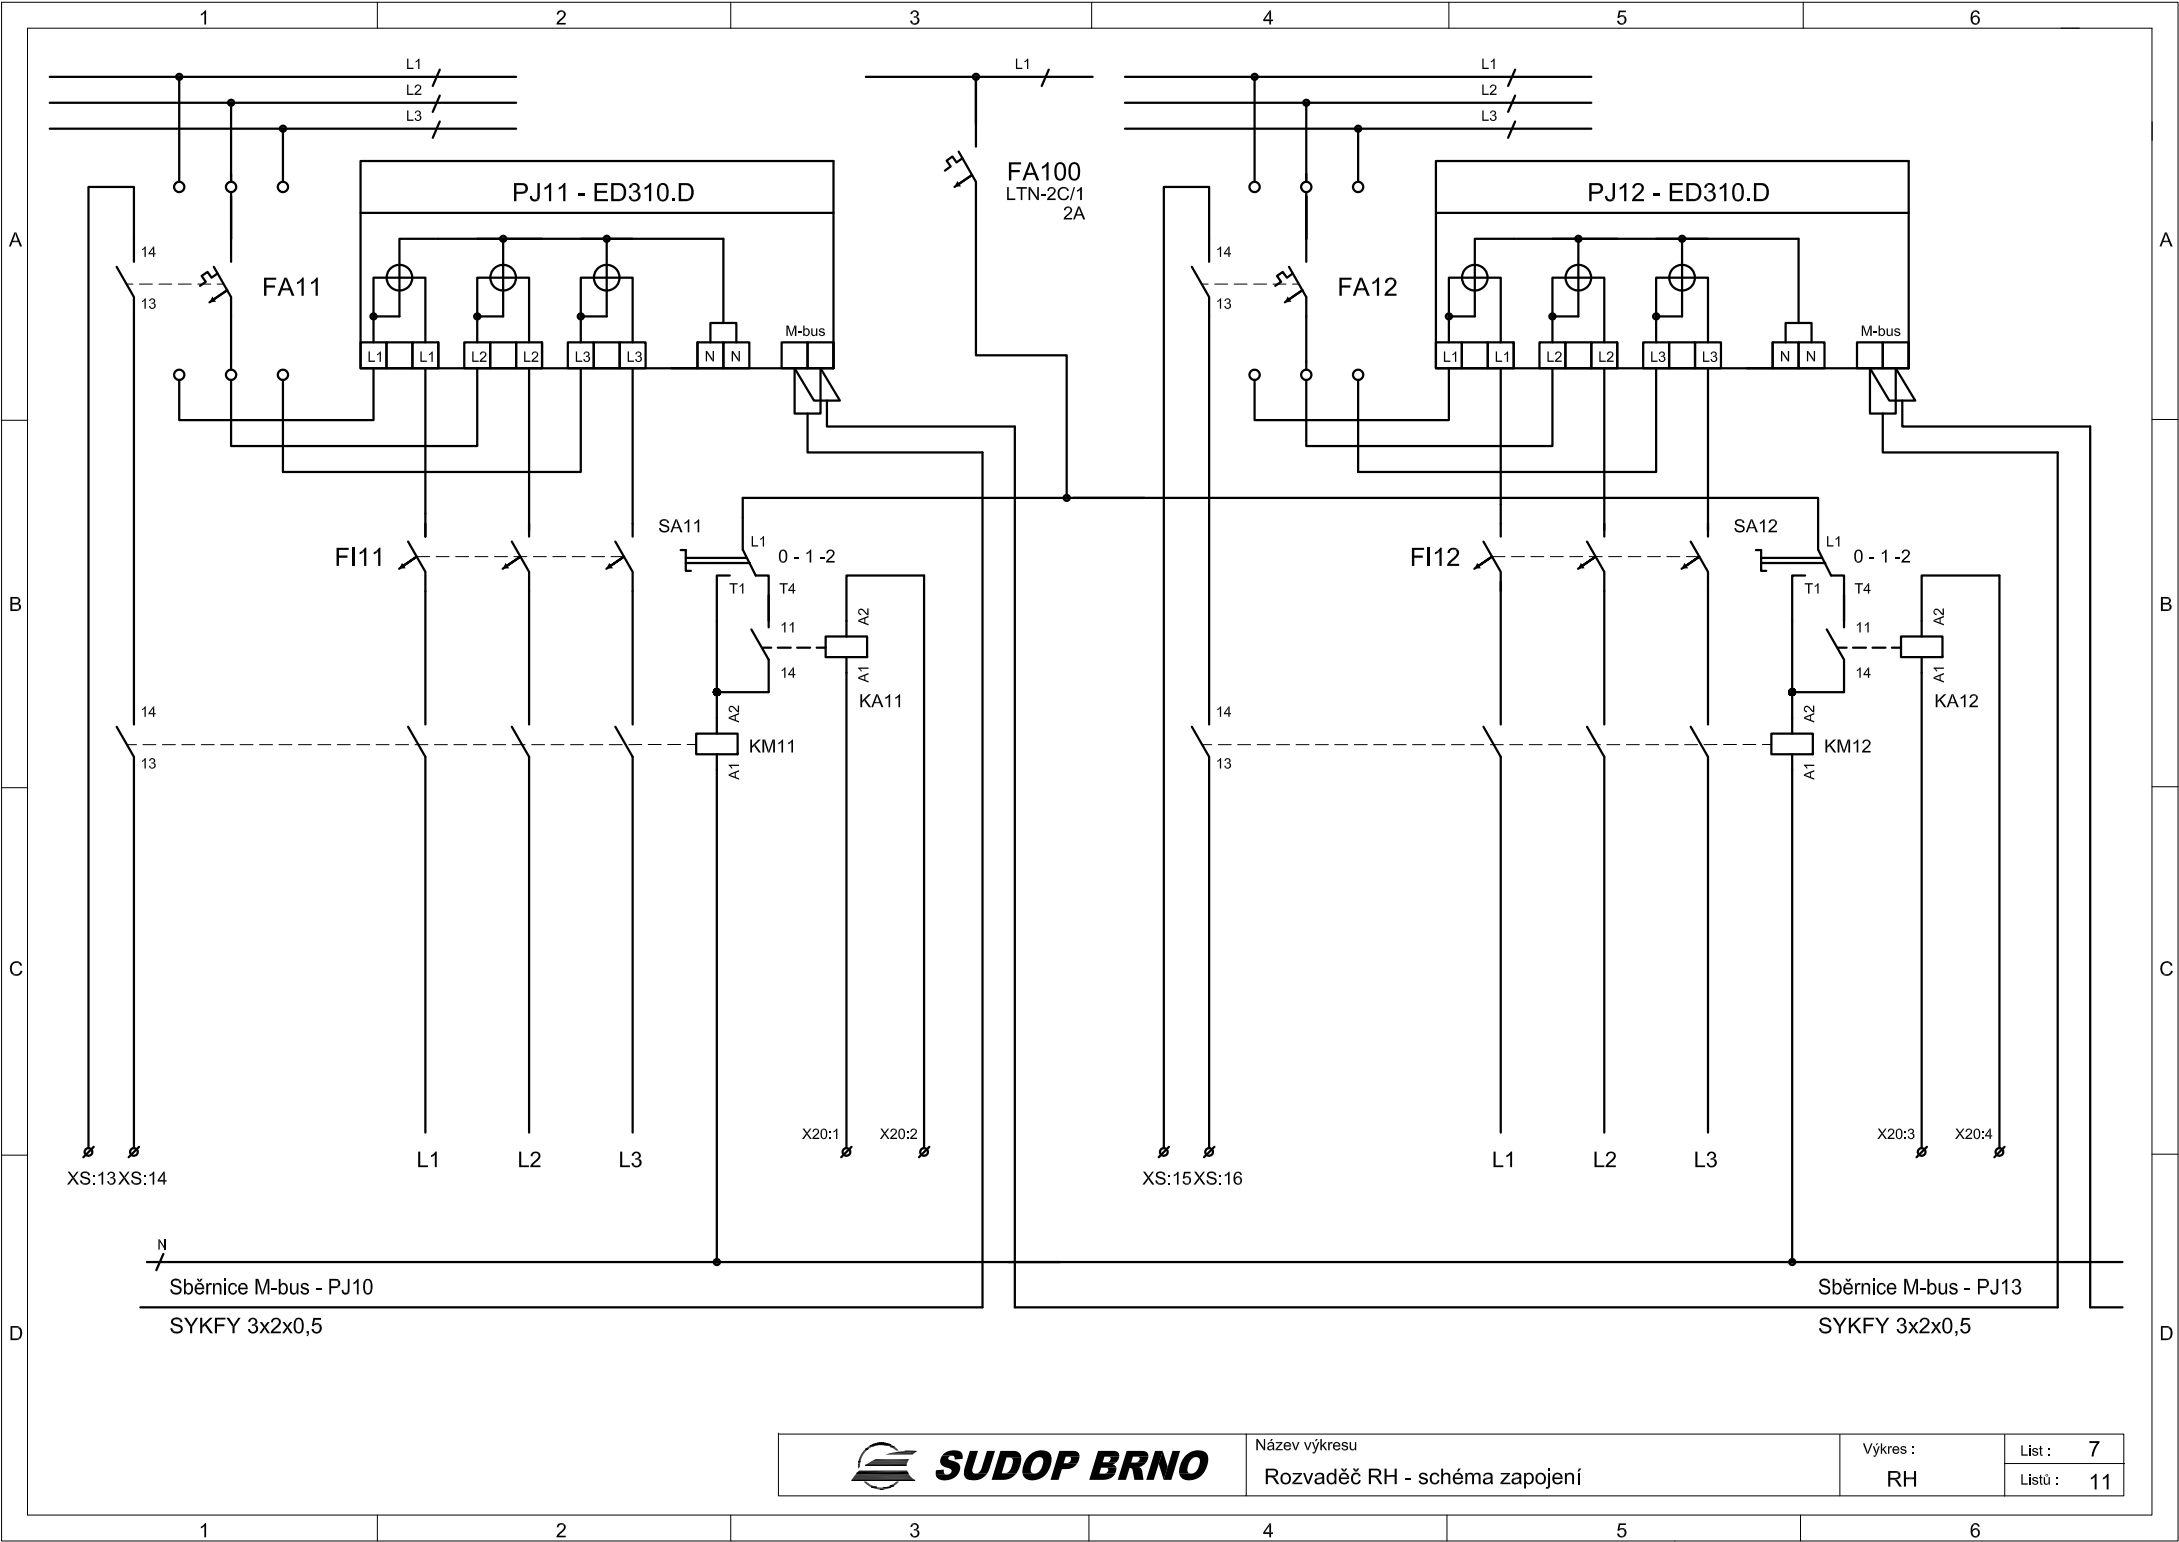 1 2 3 4 5 6
L1
L2
L3
L1
L1
L2
L3
A
A
PJ11 - ED310.D
FA100
LTN-2C/1
2A
PJ12 - ED310.D
14
13
FA11
M-bus
L1 L1 L2 L2 L3 L3 N N
14
13
FA12
M-bus
L1 L1 L2 L2 L3 L3 N N
B
B
FI11
SA11
L1
0 - 1 -2
T1 T4
11
14
A2
A1
KA11
14
13
A2
A1
KM11
FI12
SA12
L1
0 - 1 -2
T1 T4
11
14
A2
A1
KA12
14
13
A2
A1
KM12
C
C
XS:13 XS:14
L1 L2 L3
X20:1 X20:2
XS:15 XS:16
L1 L2 L3
X20:3 X20:4
N
Sběrnice M-bus - PJ10
SYKFY 3x2x0,5
Sběrnice M-bus - PJ13
SYKFY 3x2x0,5
D
D
SUDOP BRNO
Název výkresu
Rozvaděč RH - schéma zapojení
Výkres :
RH
List : 7
Listů : 11
1 2 3 4 5 6